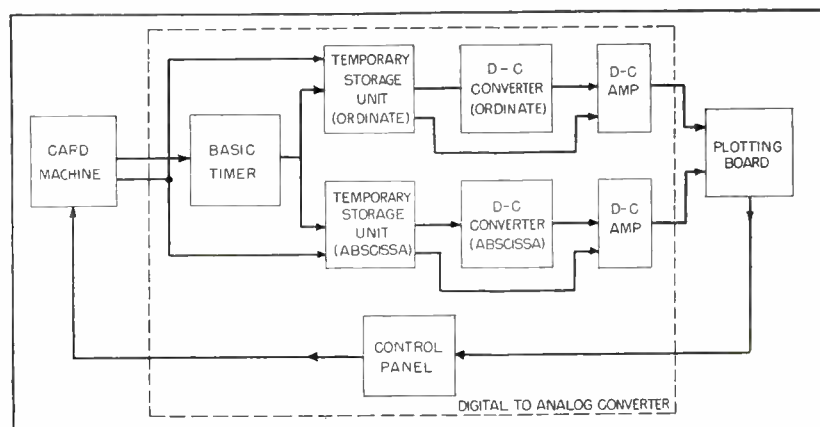 CARD
MACHINE
BASIC
TIMER
TEMPORARY
STORAGE
UNIT
(ORDINATE)
D-C
CONVERTER
(ORDINATE)
D-C
AMP
TEMPORARY
STORAGE
UNIT
(ABSCISSA)
D-C
CONVERTER
(ABSCISSA)
D-C
AMP
PLOTTING
BOARD
CONTROL
PANEL
DIGITAL TO ANALOG CONVERTER